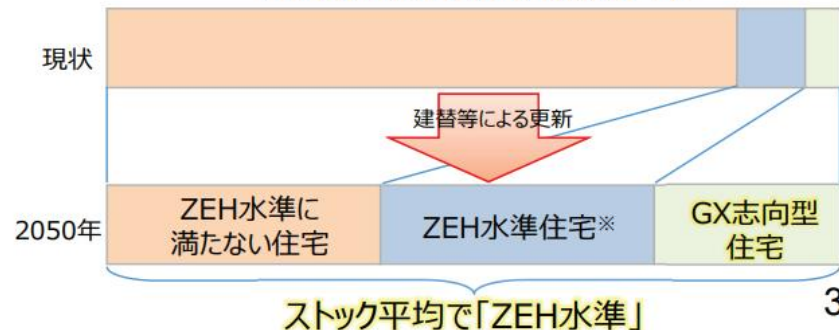 現状
建替等による更新
2050年
ZEH水準に
満たない住宅
ZEH水準住宅※
GX志向型
住宅
ストック平均で「ZEH水準」
3